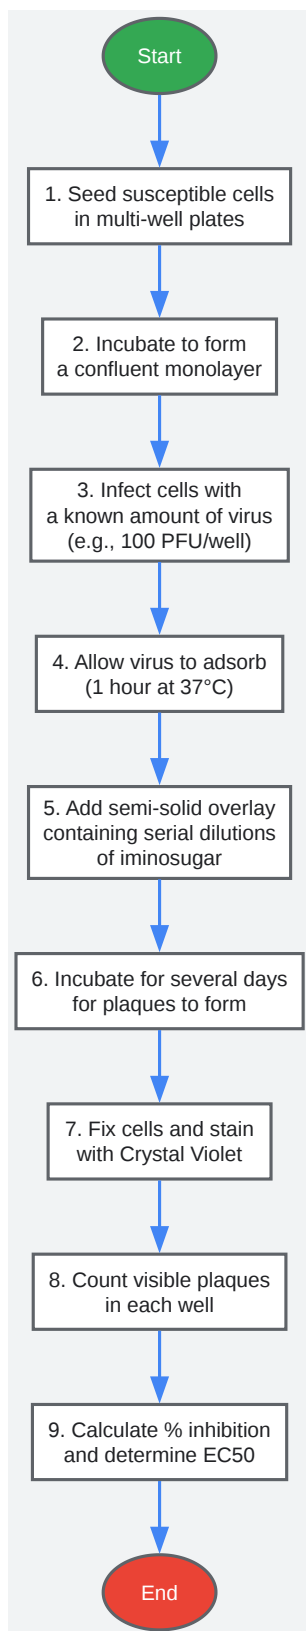 Start
1. Seed susceptible cells
in multi-well plates
2. Incubate to form
a confluent monolayer
3. Infect cells with
a known amount of virus
(e.g., 100 PFU/well)
4. Allow virus to adsorb
(1 hour at 37°C)
5. Add semi-solid overlay
containing serial dilutions
of iminosugar
6. Incubate for several days
for plaques to form
7. Fix cells and stain
with Crystal Violet
8. Count visible plaques
in each well
9. Calculate % inhibition
and determine EC50
End